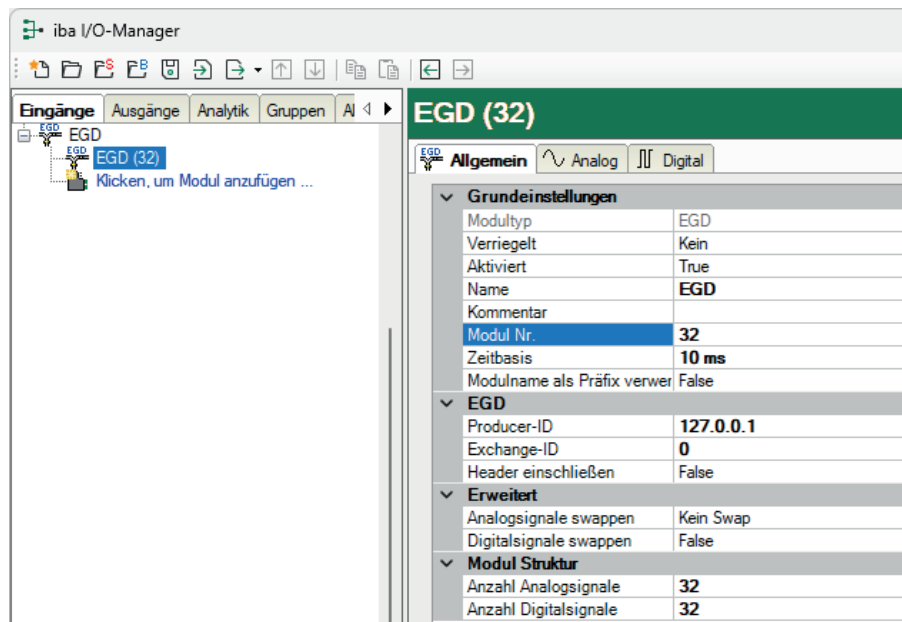 iba I/O-Manager
Eingänge Ausgänge Analytik Gruppen
EGD
EGD (32)
Klicken, um Modul anzufügen ...
EGD (32)
Allgemein Analog Digital
Grundeinstellungen
Modultyp EGD
Verriegelt Kein
Aktiviert True
Name EGD
Kommentar
Modul Nr. 32
Zeitbasis 10 ms
Modulname als Präfix verwer False
EGD
Producer-ID 127.0.0.1
Exchange-ID 0
Header einschließen False
Erweitert
Analogsignale swappen Kein Swap
Digitalsignale swappen False
Modul Struktur
Anzahl Analogsignale 32
Anzahl Digitalsignale 32